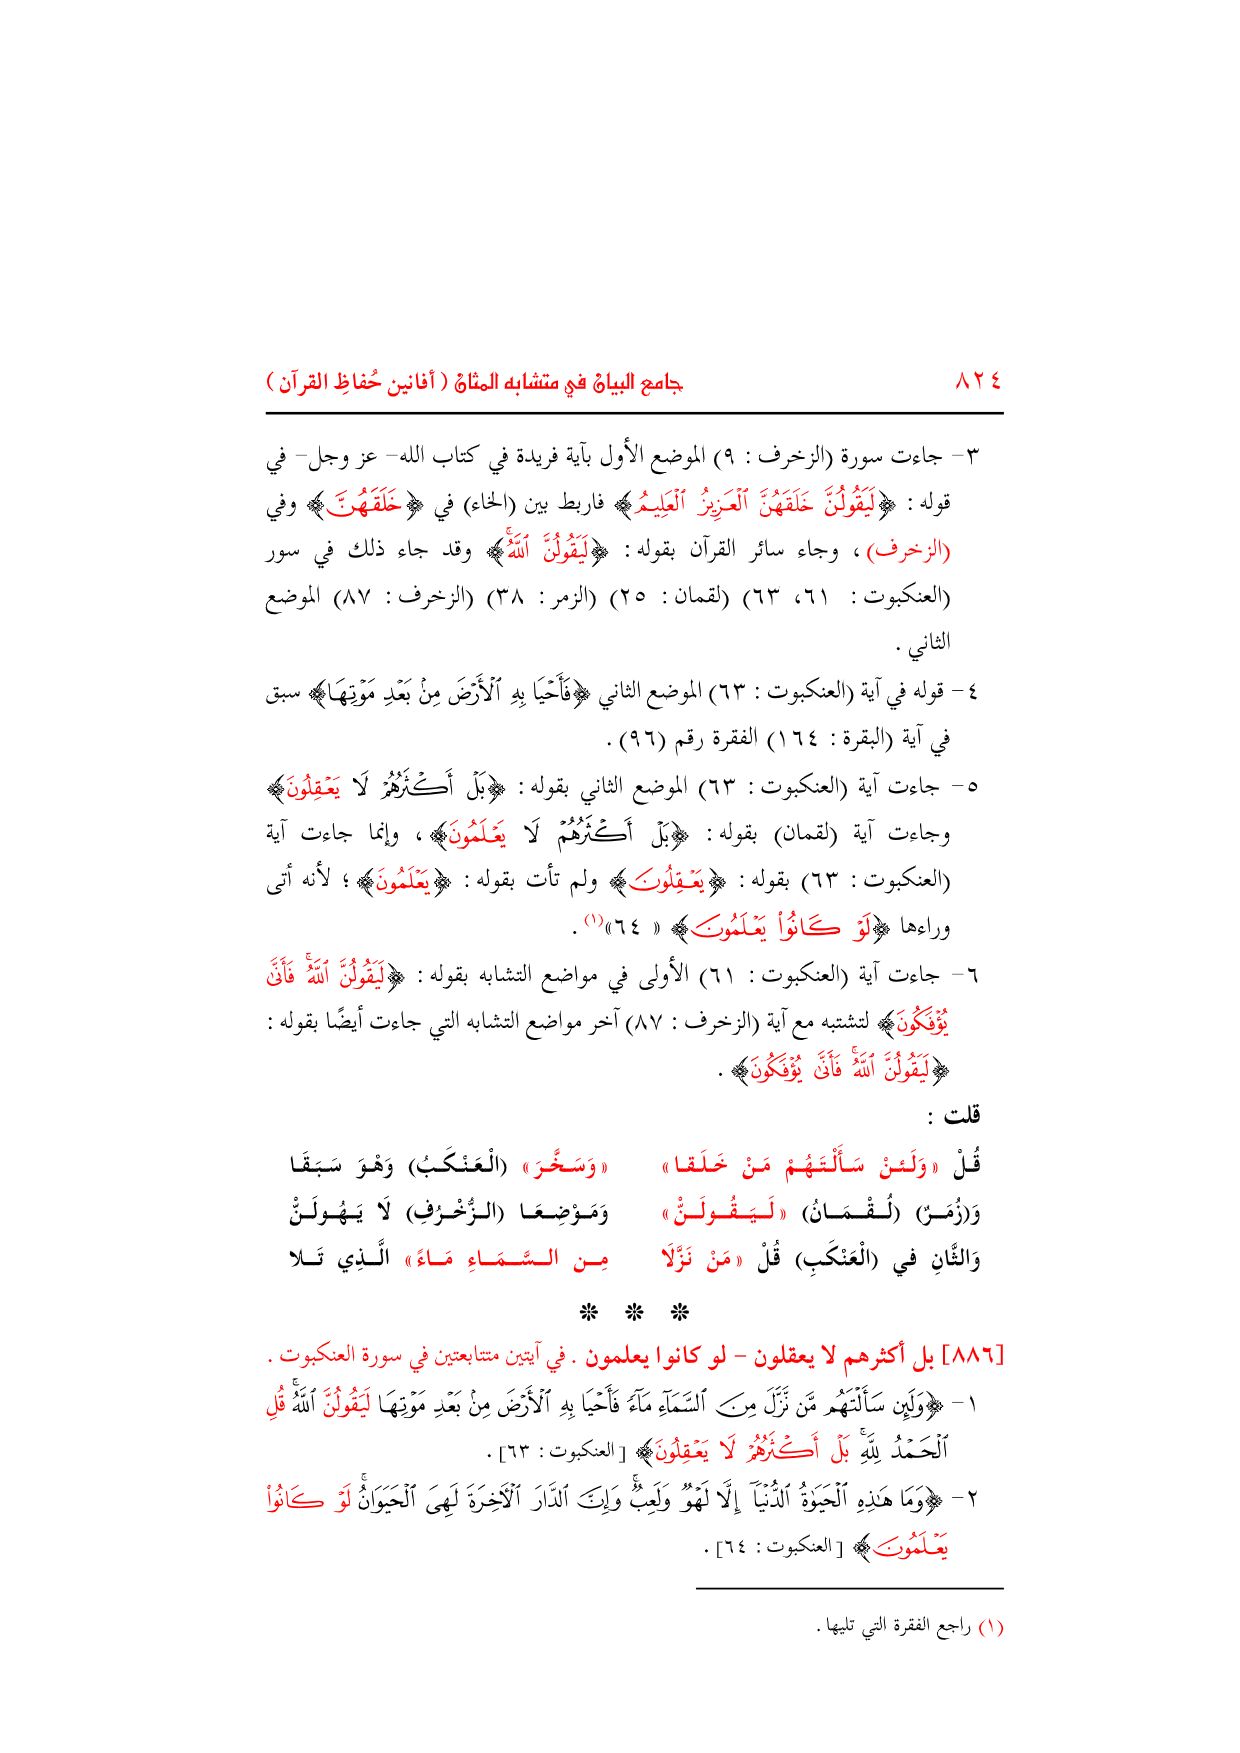 ٨٢٤ جامع البيان في متشابه المثان ( أفانين حُفاظِ القرآن )
٣- جاءت سورة (الزخرف : ٩) الموضع الأول بآية فريدة في كتاب الله- عز وجل- في
قوله : ﴿لَيَقُولُنَّ خَلَقَهُنَّ ٱلۡعَزِيزُ ٱلۡعَلِيمُ﴾ فاربط بين (الخاء) في ﴿خَلَقَهُنَّ﴾ وفي
(الزخرف) ، وجاء سائر القرآن بقوله : ﴿لَيَقُولُنَّ ٱللَّهُۚ﴾ وقد جاء ذلك في سور
(العنكبوت : ٦١، ٦٣) (لقمان : ٢٥) (الزمر : ٣٨) (الزخرف : ٨٧) الموضع
الثاني .
٤- قوله في آية (العنكبوت : ٦٣) الموضع الثاني ﴿فَأَحۡيَا بِهِ ٱلۡأَرۡضَ مِنۢ بَعۡدِ مَوۡتِهَا﴾ سبق
في آية (البقرة : ١٦٤) الفقرة رقم (٩٦) .
٥- جاءت آية (العنكبوت : ٦٣) الموضع الثاني بقوله : ﴿بَلۡ أَكۡثَرُهُمۡ لَا يَعۡقِلُونَ﴾
وجاءت آية (لقمان) بقوله : ﴿بَلۡ أَكۡثَرُهُمۡ لَا يَعۡلَمُونَ﴾ ، وإنما جاءت آية
(العنكبوت : ٦٣) بقوله : ﴿يَعۡقِلُونَ﴾ ولم تأت بقوله : ﴿يَعۡلَمُونَ﴾ ؛ لأنه أتى
وراءها ﴿لَوۡ كَانُواْ يَعۡلَمُونَ﴾ « ٦٤»(١) .
٦- جاءت آية (العنكبوت : ٦١) الأولى في مواضع التشابه بقوله : ﴿لَيَقُولُنَّ ٱللَّهُۖ فَأَنَّىٰ
يُؤۡفَكُونَ﴾ لتشتبه مع آية (الزخرف : ٨٧) آخر مواضع التشابه التي جاءت أيضًا بقوله :
﴿لَيَقُولُنَّ ٱللَّهُۖ فَأَنَّىٰ يُؤۡفَكُونَ﴾ .
قلت :
قُلْ «وَلَئنْ سَأَلْتَهُمْ مَنْ خَلَقا» «وَسَخَّرَ» (الْعَنْكَبُ) وَهْوَ سَبَقَا
وَ(زُمَرٌ) (لُقْمَانُ) «لَيَقُولَنّْ» وَمَوْضِعَا (الزُّخْرُفِ) لَا يَهُولَنّْ
وَالثَّانِ في (الْعَنْكَبِ) قُلْ «مَنْ نَزَّلَا مِن السَّمَاءِ مَاءً» الَّذِي تَلا
❊ ❊ ❊
[٨٨٦] بل أكثرهم لا يعقلون – لو كانوا يعلمون . في آيتين متتابعتين في سورة العنكبوت .
١- ﴿وَلَئِن سَأَلۡتَهُم مَّن نَّزَّلَ مِنَ ٱلسَّمَآءِ مَآءٗ فَأَحۡيَا بِهِ ٱلۡأَرۡضَ مِنۢ بَعۡدِ مَوۡتِهَا لَيَقُولُنَّ ٱللَّهُۚ قُلِ
ٱلۡحَمۡدُ لِلَّهِۚ بَلۡ أَكۡثَرُهُمۡ لَا يَعۡقِلُونَ﴾ [العنكبوت : ٦٣] .
٢- ﴿وَمَا هَٰذِهِ ٱلۡحَيَوٰةُ ٱلدُّنۡيَآ إِلَّا لَهۡوٞ وَلَعِبٞۚ وَإِنَّ ٱلدَّارَ ٱلۡأٓخِرَةَ لَهِيَ ٱلۡحَيَوَانُۚ لَوۡ كَانُواْ
يَعۡلَمُونَ﴾ [العنكبوت : ٦٤] .
(١) راجع الفقرة التي تليها .